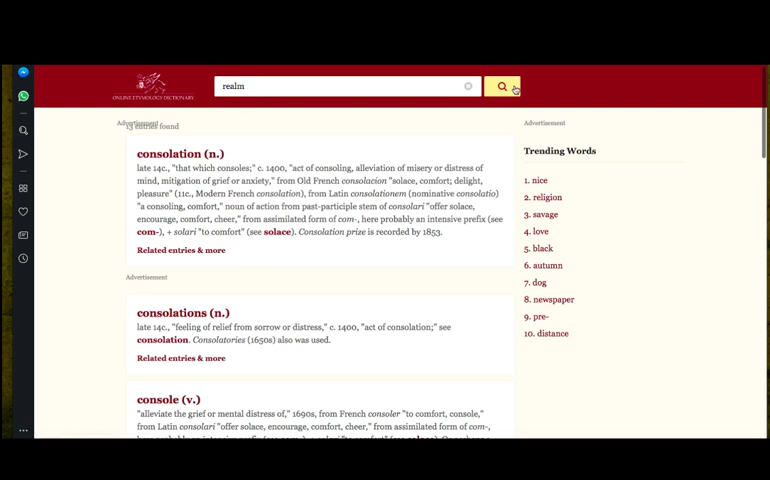 realm
ONLINE ETYMOLOGY DICTIONARY
Advertisement
13 entries found
Advertisement
consolation (n.)
late 14c., "that which consoles;" c. 1400, "act of consoling, alleviation of misery or distress of
mind, mitigation of grief or anxiety," from Old French consolacion "solace, comfort; delight,
pleasure" (11c., Modern French consolation), from Latin consolationem (nominative consolatio)
"a consoling, comfort," noun of action from past-participle stem of consolari "offer solace,
encourage, comfort, cheer," from assimilated form of com-, here probably an intensive prefix (see
com-), + solari "to comfort" (see solace). Consolation prize is recorded by 1853.
Related entries & more
Advertisement
consolations (n.)
late 14c., "feeling of relief from sorrow or distress," c. 1400, "act of consolation;" see
consolation. Consolatories (1650s) also was used.
Related entries & more
console (v.)
"alleviate the grief or mental distress of," 1690s, from French consoler "to comfort, console,"
from Latin consolari "offer solace, encourage, comfort, cheer," from assimilated form of com-,
Trending Words
1. nice
2. religion
3. savage
4. love
5. black
6. autumn
7. dog
8. newspaper
9. pre-
10. distance